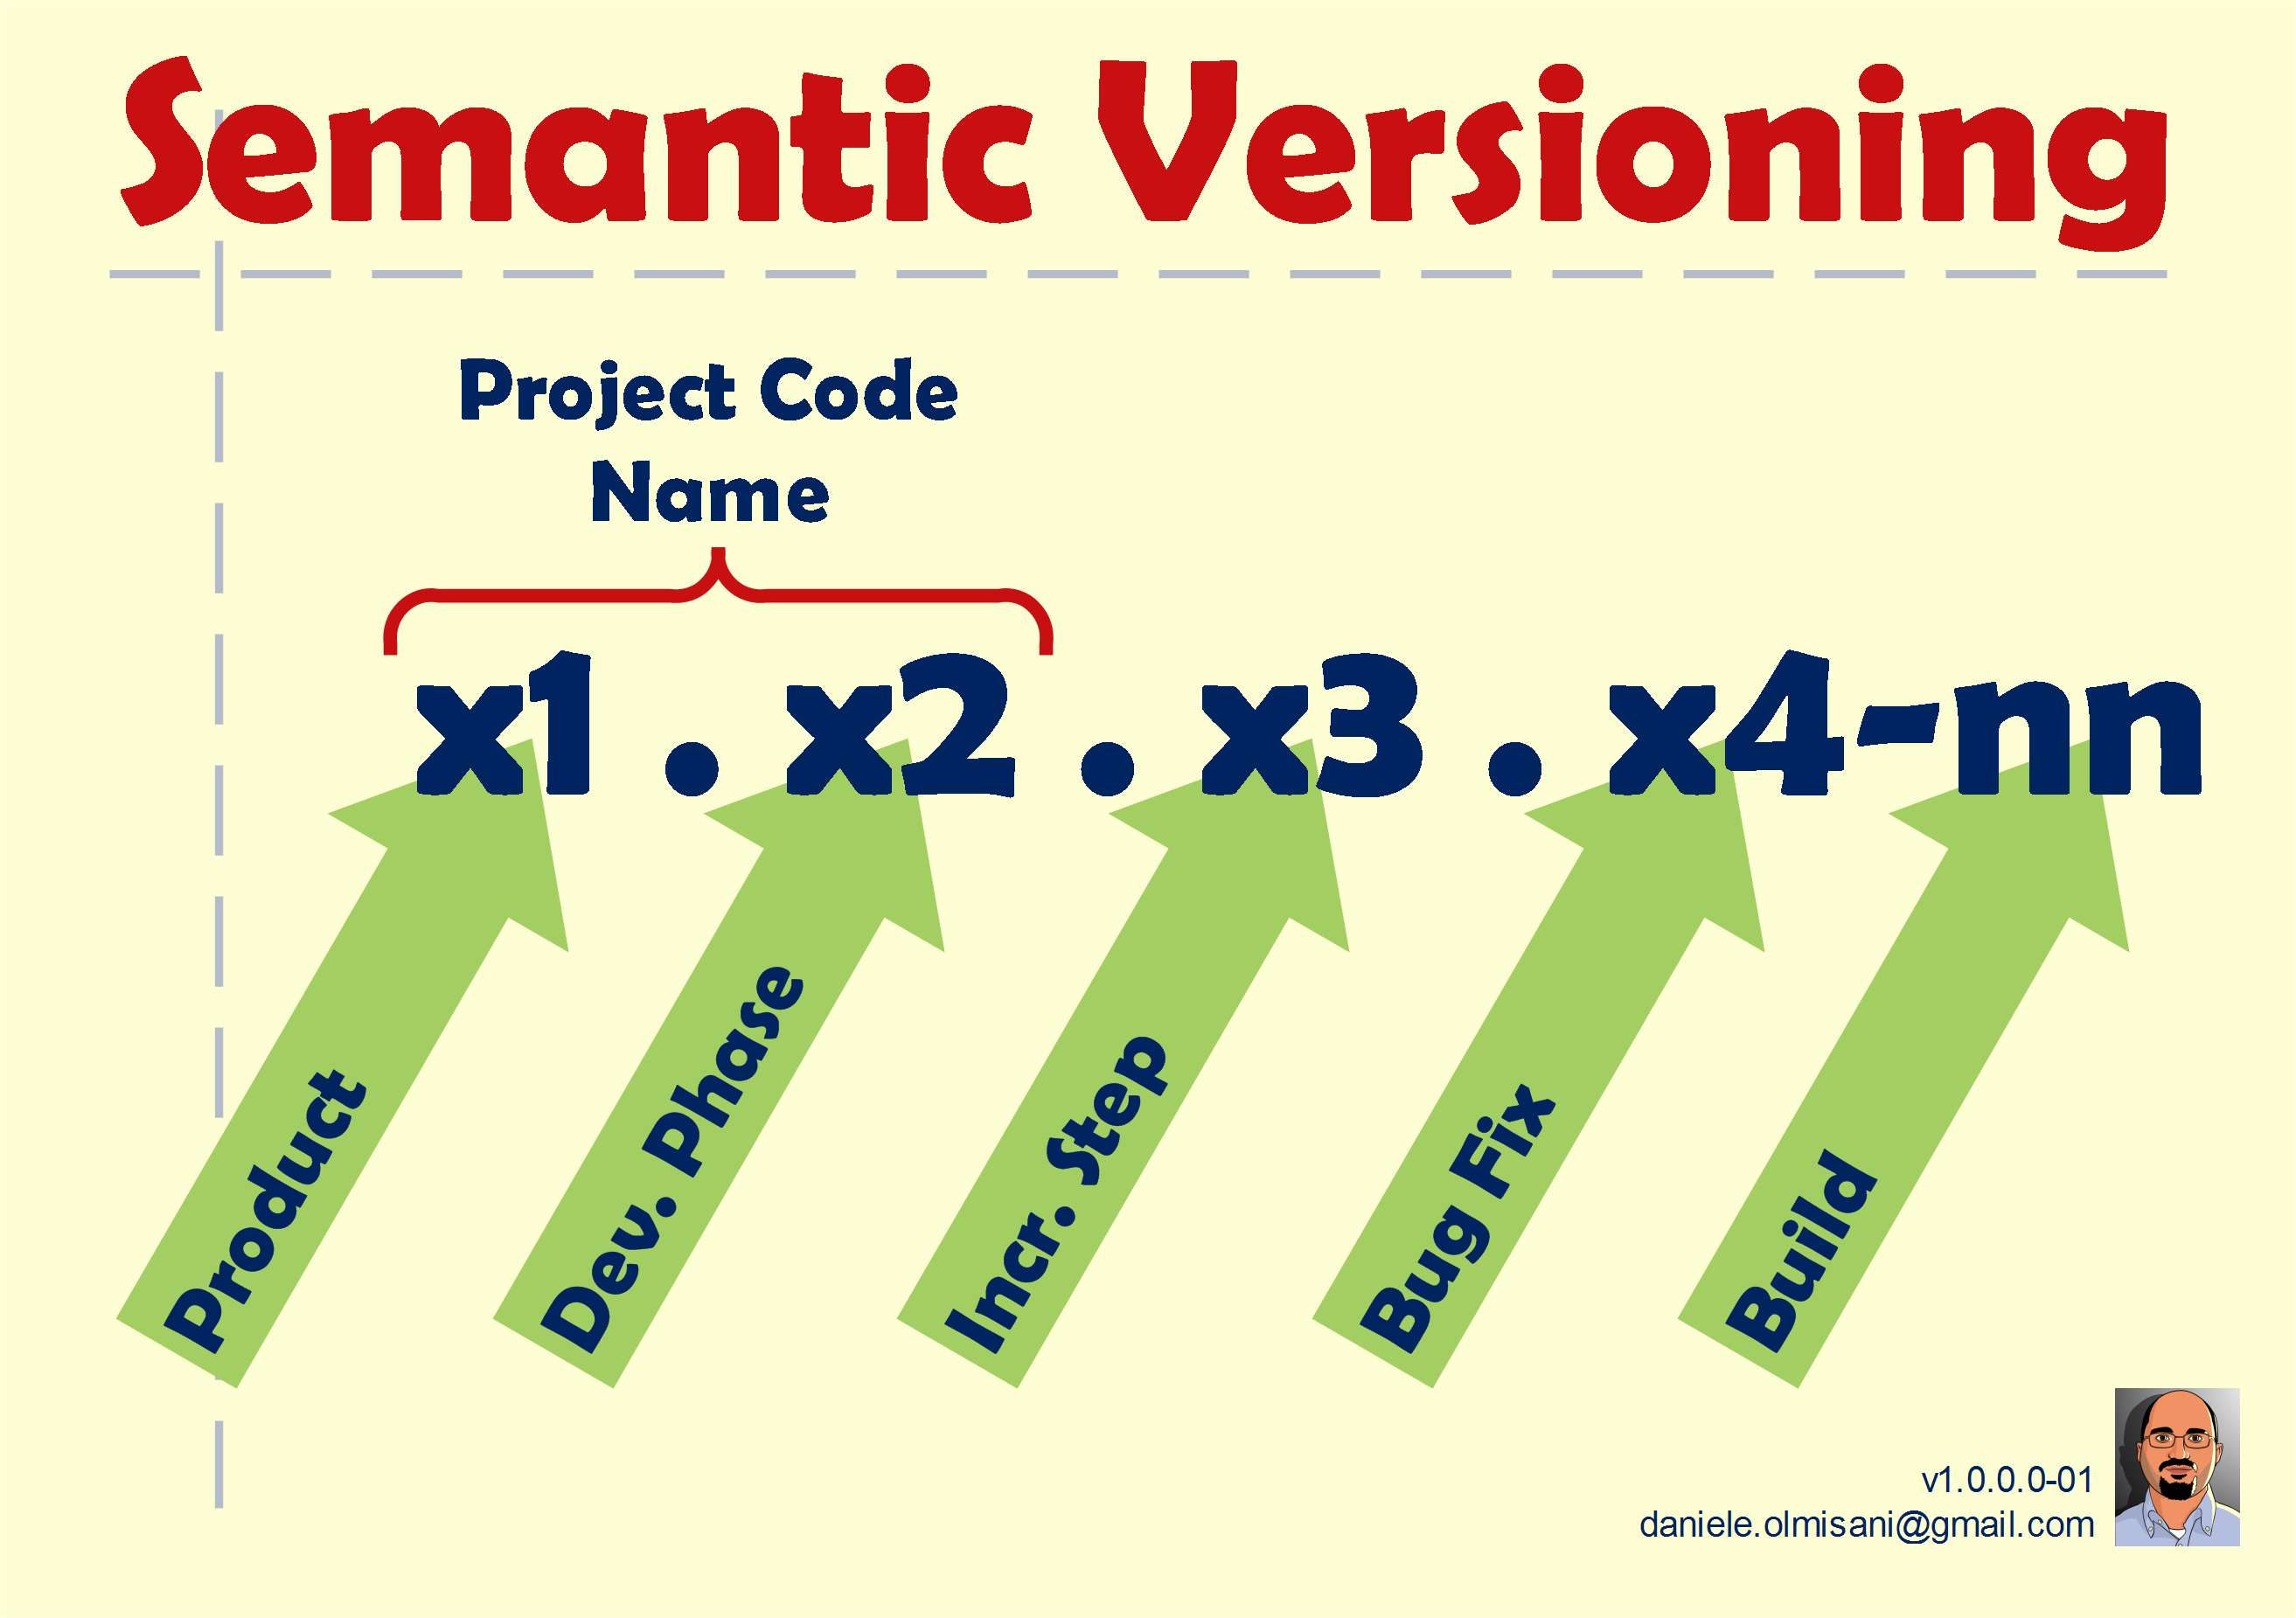 Semantic Versioning
Project Code
Name
x1 . x2 . x3 . x4-nn
Product
Dev. Phase
Incr. Step
Bug Fix
Build
v1.0.0.0-01
daniele.olmisani@gmail.com